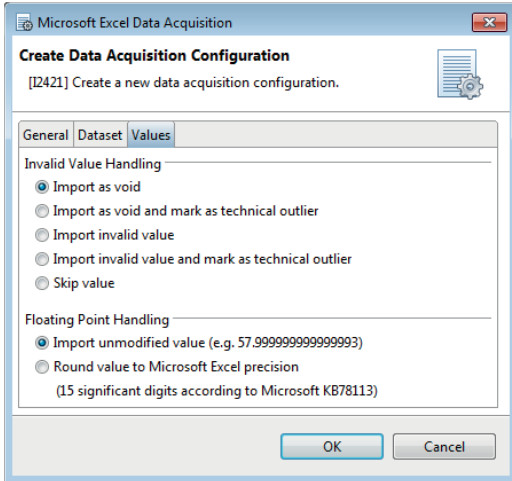 Microsoft Excel Data Acquisition
Create Data Acquisition Configuration
[I2421] Create a new data acquisition configuration.
General Dataset Values
Invalid Value Handling
Import as void
Import as void and mark as technical outlier
Import invalid value
Import invalid value and mark as technical outlier
Skip value
Floating Point Handling
Import unmodified value (e.g. 57.999999999999993)
Round value to Microsoft Excel precision
(15 significant digits according to Microsoft KB78113)
OK Cancel